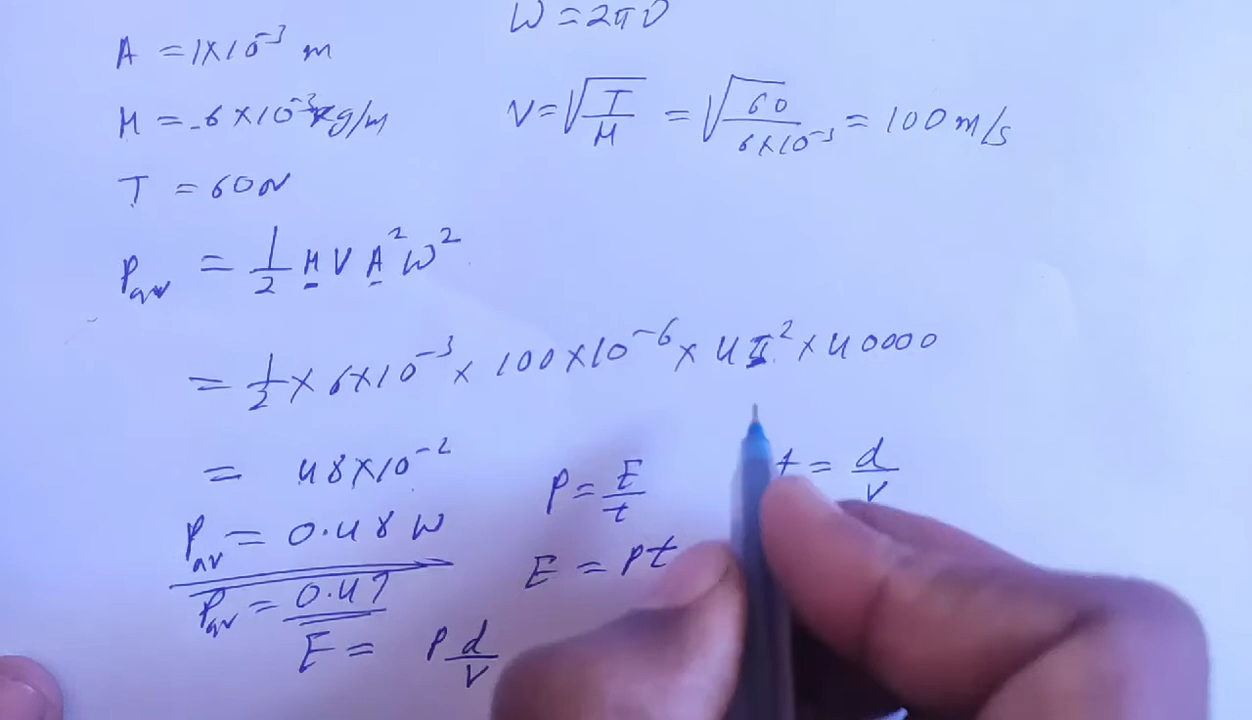 W = 2πν
A = 1×10⁻³ m
V = √(T/M) = √(60/6×10⁻³) = 100 m/s
M = 6×10⁻³ kg/m
T = 60N
Pav = 1/2 M V A² W²
= 1/2 × 6×10⁻³ × 100×10⁻⁶ × 4π² × 40000
= 48×10⁻²
P = E/t
t = d/v
Pav = 0.48 W
E = Pt
Pav = 0.47
E = P d/v